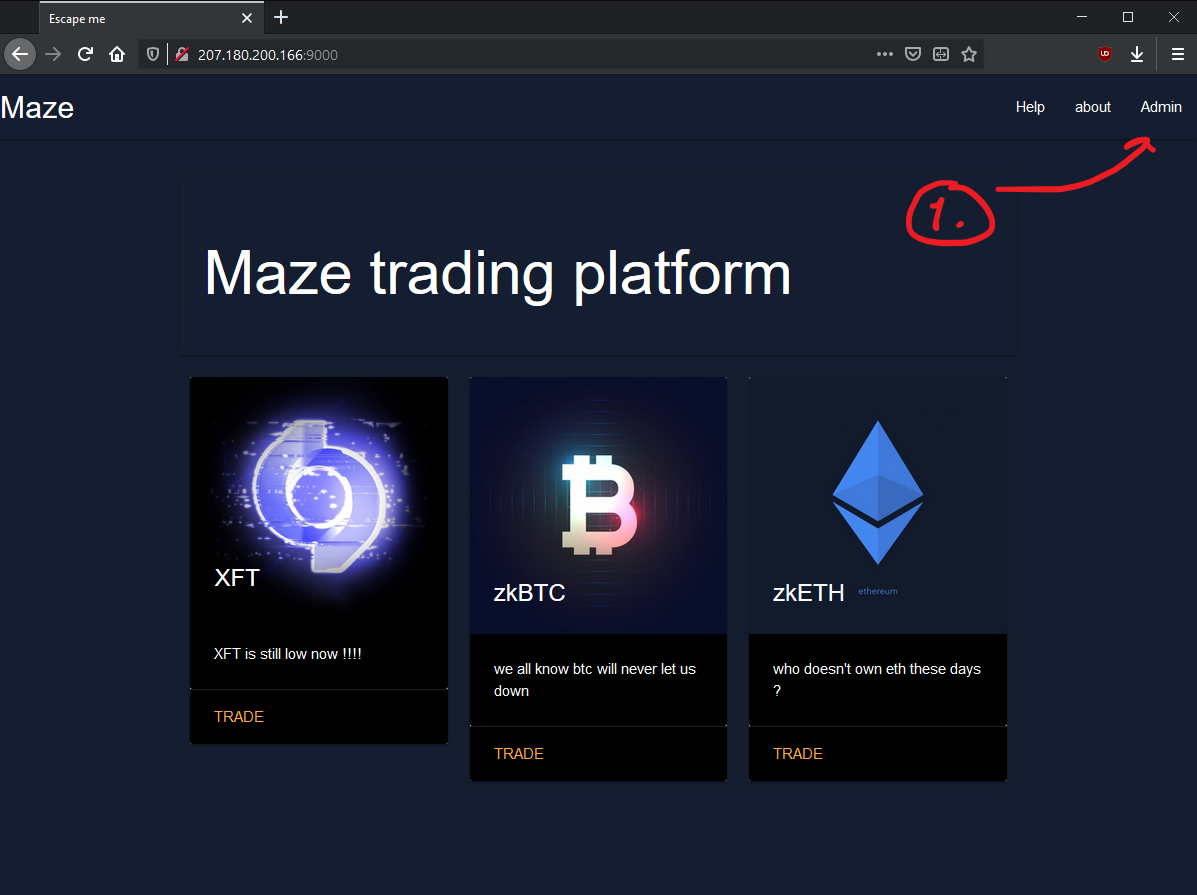 Escape me
207.180.200.166:9000
Maze
Help
about
Admin
1.
Maze trading platform
XFT
XFT is still low now !!!!
TRADE
zkBTC
we all know btc will never let us
down
TRADE
zkETH
ethereum
who doesn't own eth these days
?
TRADE